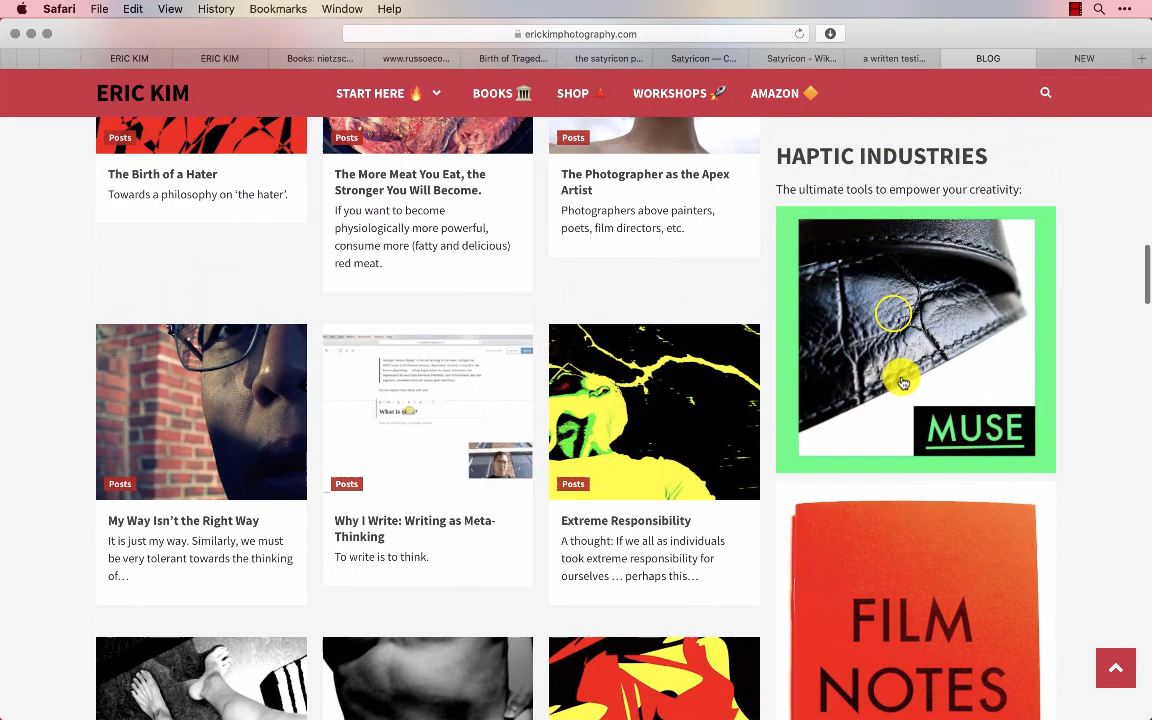 Safari File Edit View History Bookmarks Window Help
erickimphotography.com
ERIC KIM
ERIC KIM
Books: nietzsc...
www.russoeco...
Birth of Traged...
the satyricon p...
Satyricon — C...
Satyricon - Wik...
a written testi...
BLOG
NEW
ERIC KIM
START HERE 🔥
BOOKS 🏛
SHOP 🔺
WORKSHOPS 🚀
AMAZON 🔶
Posts
The Birth of a Hater
Towards a philosophy on ‘the hater’.
Posts
The More Meat You Eat, the
Stronger You Will Become.
If you want to become
physiologically more powerful,
consume more (fatty and delicious)
red meat.
Posts
The Photographer as the Apex
Artist
Photographers above painters,
poets, film directors, etc.
HAPTIC INDUSTRIES
The ultimate tools to empower your creativity:
MUSE
FILM
NOTES
Posts
My Way Isn’t the Right Way
It is just my way. Similarly, we must
be very tolerant towards the thinking
of…
Posts
Why I Write: Writing as Meta-
Thinking
To write is to think.
Posts
Extreme Responsibility
A thought: If we all as individuals
took extreme responsibility for
ourselves … perhaps this…